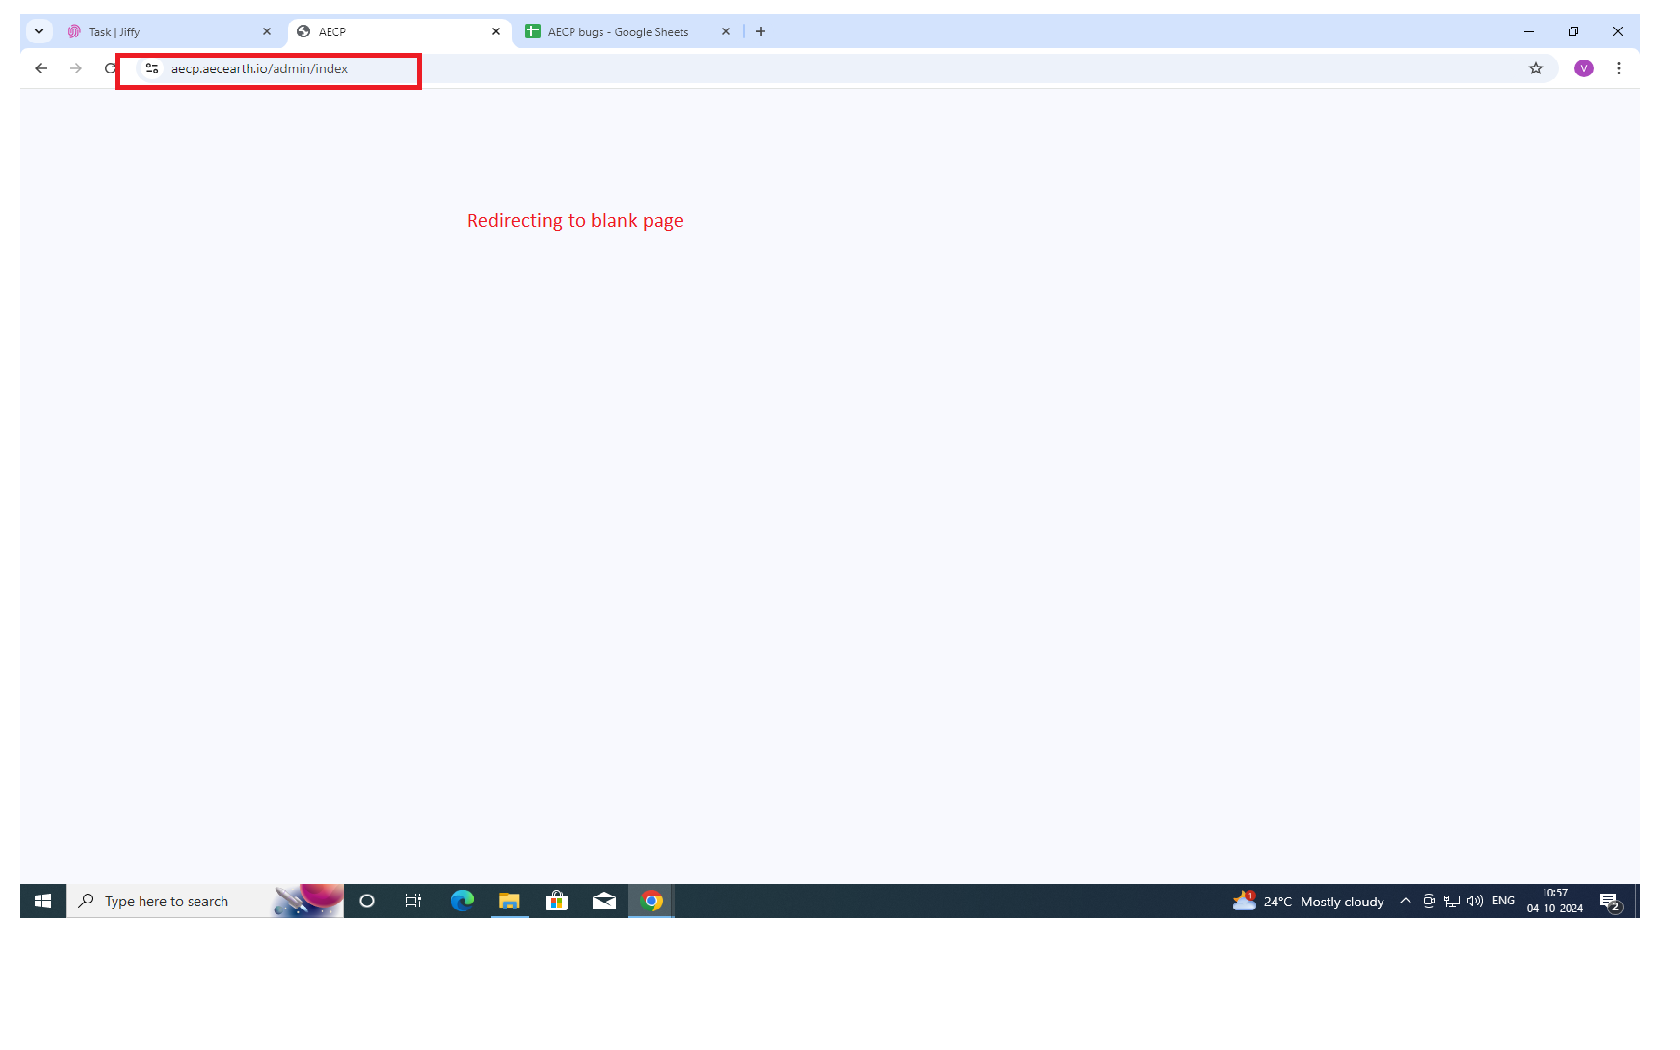 Task | Jiffy
AECP
AECP bugs - Google Sheets
aecp.aecearth.io/admin/index
V
Redirecting to blank page
Type here to search
1
24°C Mostly cloudy
ENG
10:57
04-10-2024
2